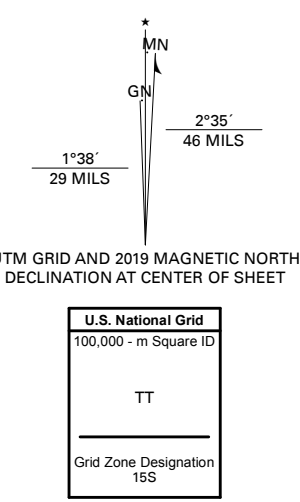 ★
MN
GN
2°35´
46 MILS
1°38´
29 MILS
UTM GRID AND 2019 MAGNETIC NORTH
DECLINATION AT CENTER OF SHEET
U.S. National Grid
100,000 - m Square ID
TT
Grid Zone Designation
15S